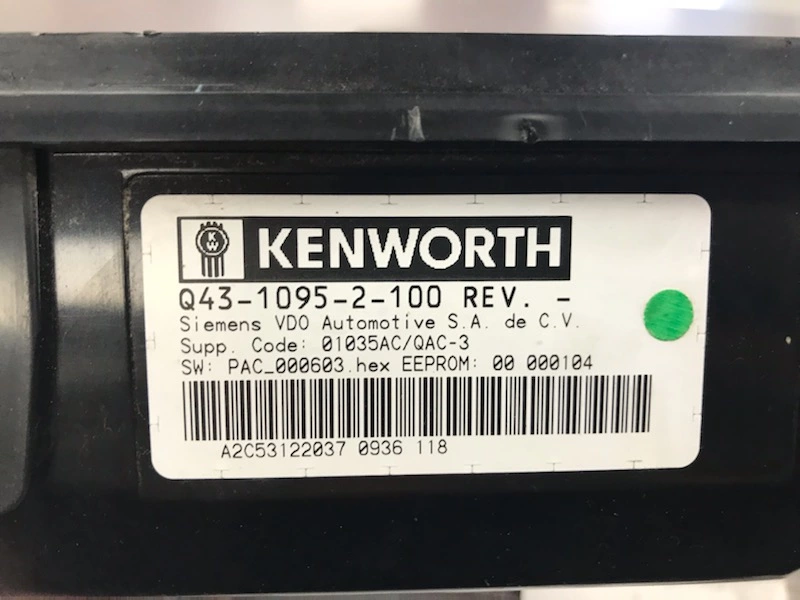 KW
KENWORTH
Q43-1095-2-100 REV. -
Siemens VDO Automotive S.A. de C.V.
Supp. Code: 01035AC/QAC-3
SW: PAC_000603.hex EEPROM: 00 000104
A2C53122037 0936 118